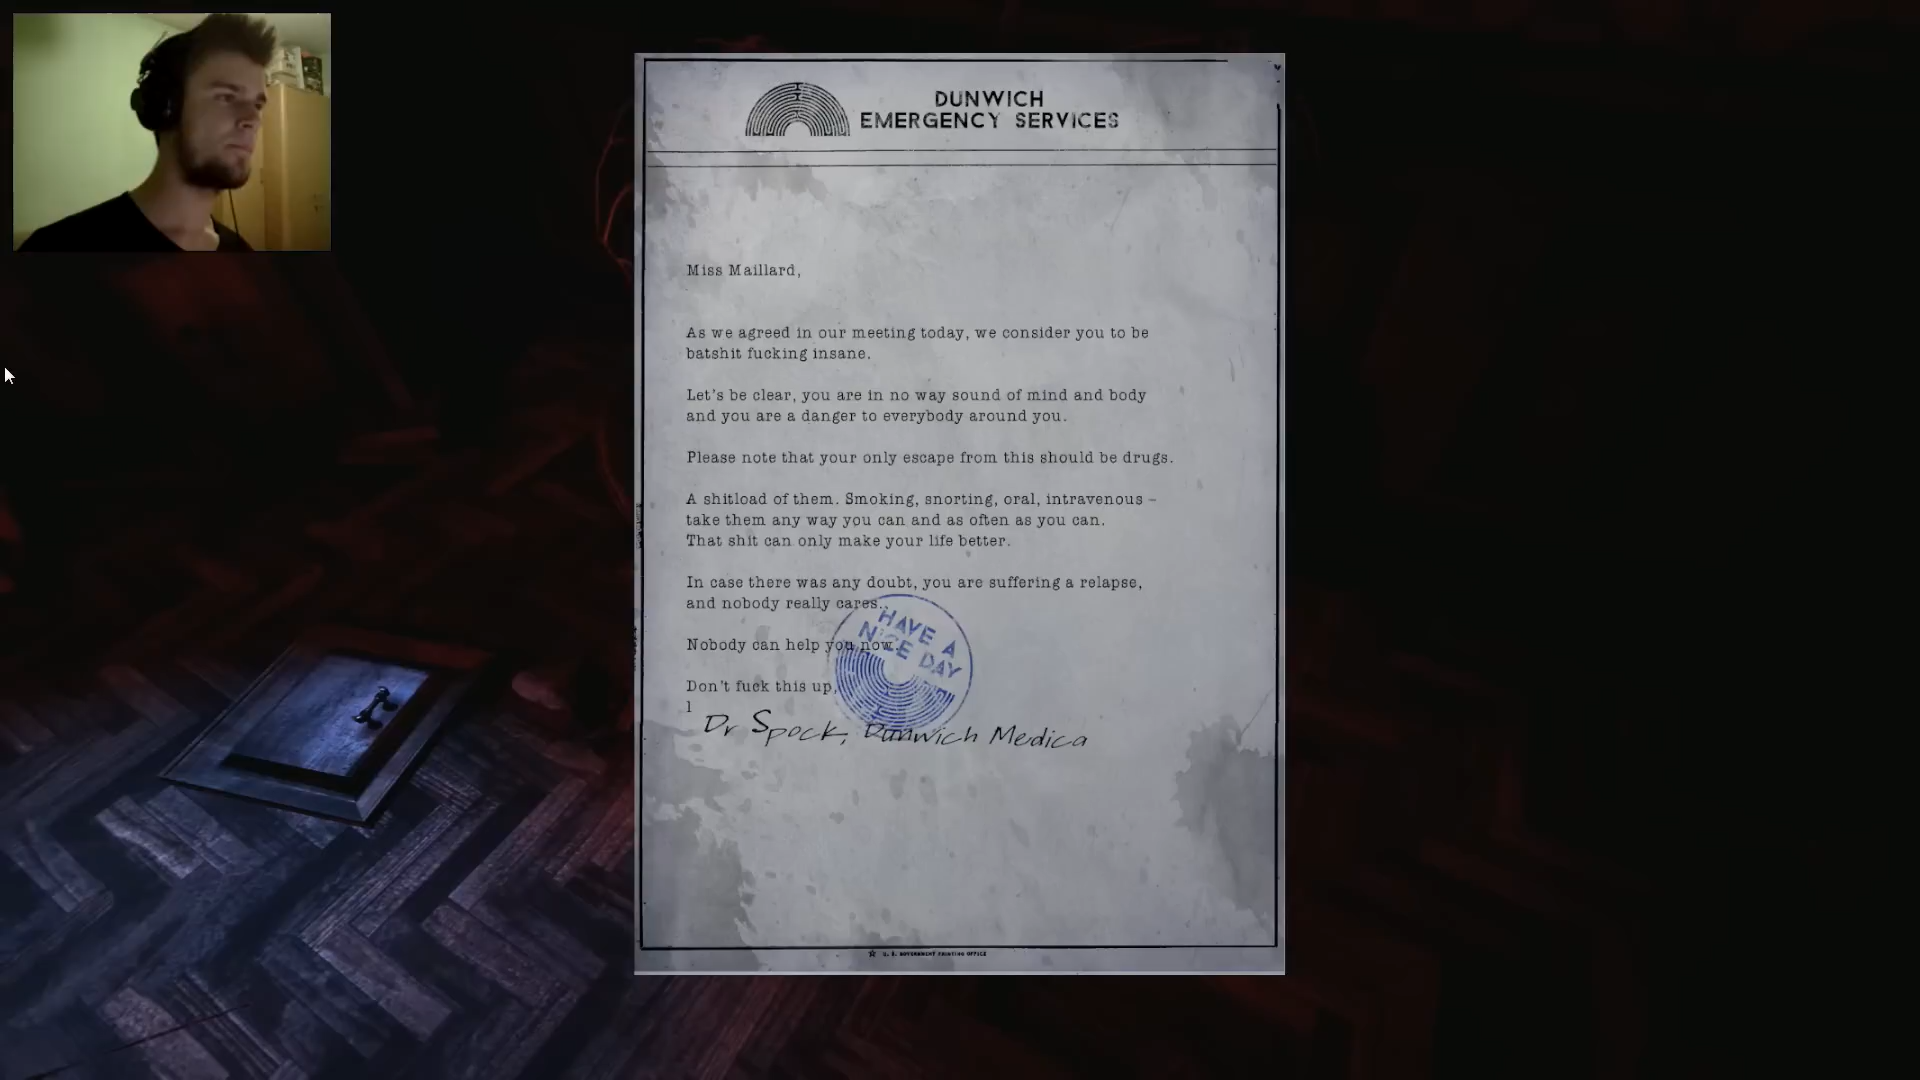 DUNWICH
EMERGENCY SERVICES
Miss Maillard,
As we agreed in our meeting today, we consider you to be
batshit fucking insane.
Let's be clear, you are in no way sound of mind and body
and you are a danger to everybody around you.
Please note that your only escape from this should be drugs.
A shitload of them. Smoking, snorting, oral, intravenous –
take them any way you can and as often as you can.
That shit can only make your life better.
In case there was any doubt, you are suffering a relapse,
and nobody really cares.
Nobody can help you now.
HAVE A
NICE DAY
Don't fuck this up,
l
Dr Spock, Dunwich Medica
U. S. GOVERNMENT PRINTING OFFICE